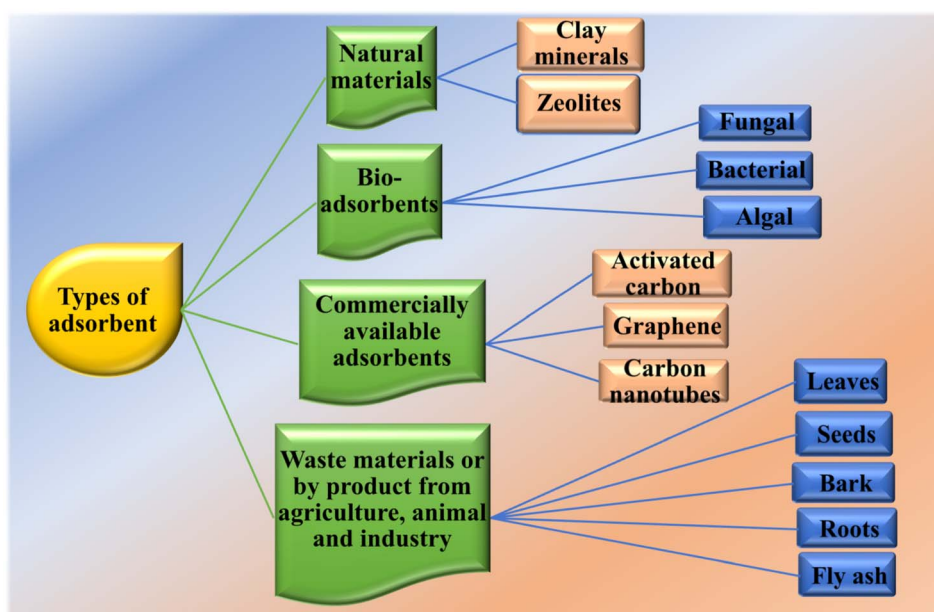 Types of
adsorbent
Natural
materials
Clay
minerals
Zeolites
Bio-
adsorbents
Fungal
Bacterial
Algal
Commercially
available
adsorbents
Activated
carbon
Graphene
Carbon
nanotubes
Waste materials or
by product from
agriculture, animal
and industry
Leaves
Seeds
Bark
Roots
Fly ash